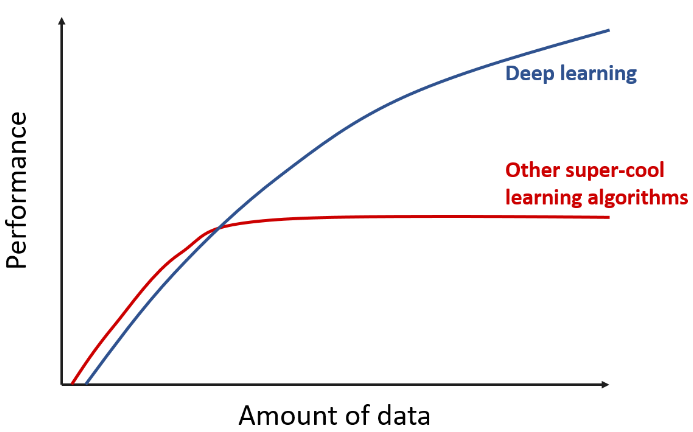 Deep learning
Other super-cool
learning algorithms
Performance
Amount of data